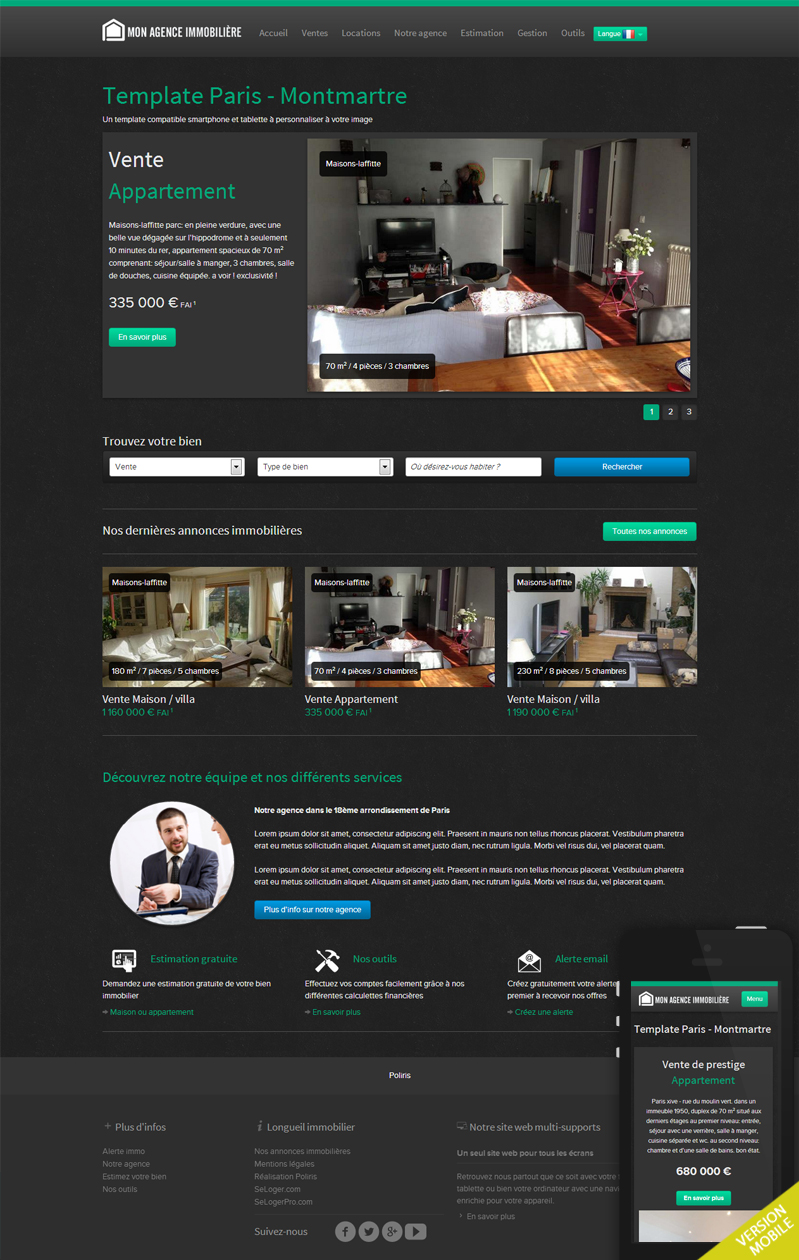 MON AGENCE IMMOBILIÈRE
Accueil
Ventes
Locations
Notre agence
Estimation
Gestion
Outils
Langue
Template Paris - Montmartre
Un template compatible smartphone et tablette à personnaliser à votre image
Vente
Appartement
Maisons-laffitte parc: en pleine verdure, avec une
belle vue dégagée sur l'hippodrome et à seulement
10 minutes du rer, appartement spacieux de 70 m²
comprenant: séjour/salle à manger, 3 chambres, salle
de douches, cuisine équipée. a voir ! exclusivité !
335 000 € FAI ¹
En savoir plus
Maisons-laffitte
70 m² / 4 pièces / 3 chambres
1 2 3
Trouvez votre bien
Vente
Type de bien
Où désirez-vous habiter ?
Rechercher
Nos dernières annonces immobilières
Toutes nos annonces
Maisons-laffitte
180 m² / 7 pièces / 5 chambres
Vente Maison / villa
1 160 000 € FAI ¹
Maisons-laffitte
70 m² / 4 pièces / 3 chambres
Vente Appartement
335 000 € FAI ¹
Maisons-laffitte
230 m² / 8 pièces / 5 chambres
Vente Maison / villa
1 190 000 € FAI ¹
Découvrez notre équipe et nos différents services
Notre agence dans le 18ème arrondissement de Paris
Lorem ipsum dolor sit amet, consectetur adipiscing elit. Praesent in mauris non tellus rhoncus placerat. Vestibulum pharetra
erat eu metus sollicitudin aliquet. Aliquam sit amet justo diam, nec rutrum ligula. Morbi vel risus dui, vel placerat quam.
Lorem ipsum dolor sit amet, consectetur adipiscing elit. Praesent in mauris non tellus rhoncus placerat. Vestibulum pharetra
erat eu metus sollicitudin aliquet. Aliquam sit amet justo diam, nec rutrum ligula. Morbi vel risus dui, vel placerat quam.
Plus d'info sur notre agence
Estimation gratuite
Demandez une estimation gratuite de votre bien
immobilier
Maison ou appartement
Nos outils
Effectuez vos comptes facilement grâce à nos
différentes calculettes financières
En savoir plus
Alerte email
Créez gratuitement votre alerte
premier à recevoir nos offres
Créez une alerte
Poliris
Plus d'infos
Alerte immo
Notre agence
Estimez votre bien
Nos outils
Longueil immobilier
Nos annonces immobilières
Mentions légales
Réalisation Poliris
SeLoger.com
SeLogerPro.com
Suivez-nous
Notre site web multi-supports
Un seul site web pour tous les écrans
Retrouvez nous partout que ce soit avec votre
tablette ou bien votre ordinateur avec une
enrichie pour votre appareil.
En savoir plus
MON AGENCE IMMOBILIÈRE
Menu
Template Paris - Montmartre
Vente de prestige
Appartement
Paris xive - rue du moulin vert. dans un
immeuble 1950, duplex de 70 m² situé aux
derniers étages au premier niveau: entrée,
séjour avec une verrière, salle à manger,
cuisine séparée et wc. au second niveau:
chambre et d'une salle de bains. bon état.
680 000 €
En savoir plus
VERSION
MOBILE